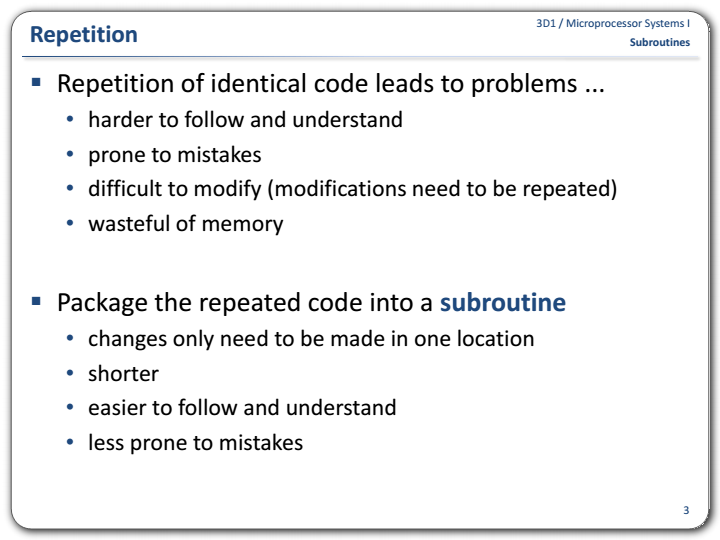 Repetition
3D1 / Microprocessor Systems I
Subroutines
▪ Repetition of identical code leads to problems ...
• harder to follow and understand
• prone to mistakes
• difficult to modify (modifications need to be repeated)
• wasteful of memory
▪ Package the repeated code into a subroutine
• changes only need to be made in one location
• shorter
• easier to follow and understand
• less prone to mistakes
3